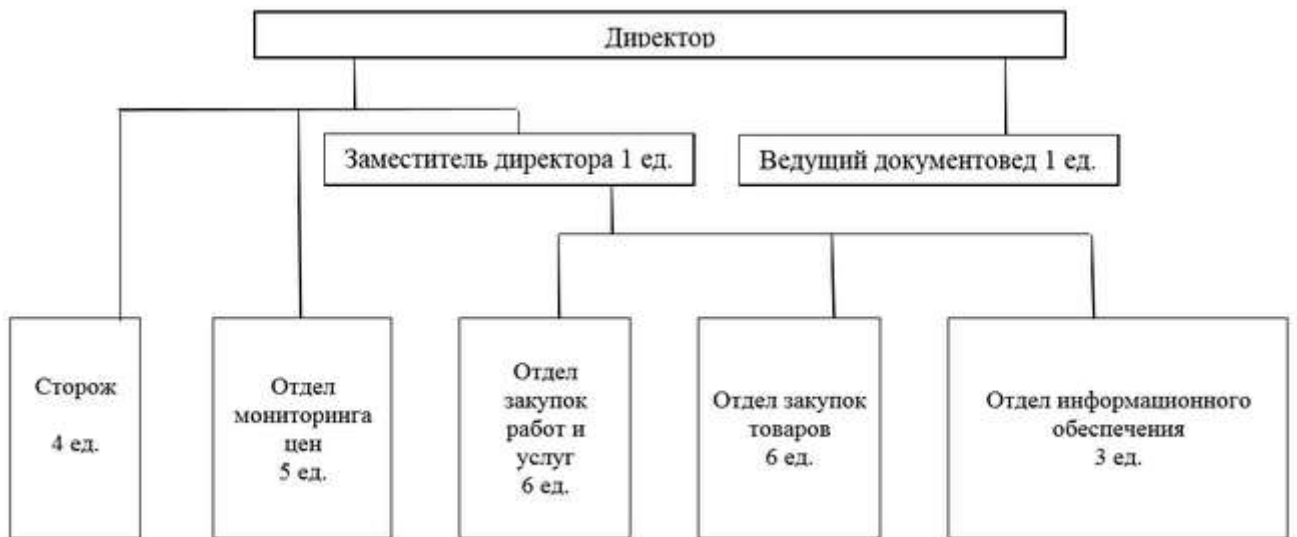 Директор
Заместитель директора 1 ед.
Ведущий документовед 1 ед.
Сторож
4 ед.
Отдел
мониторинга
цен
5 ед.
Отдел
закупок
работ и
услуг
6 ед.
Отдел закупок
товаров
6 ед.
Отдел информационного
обеспечения
3 ед.